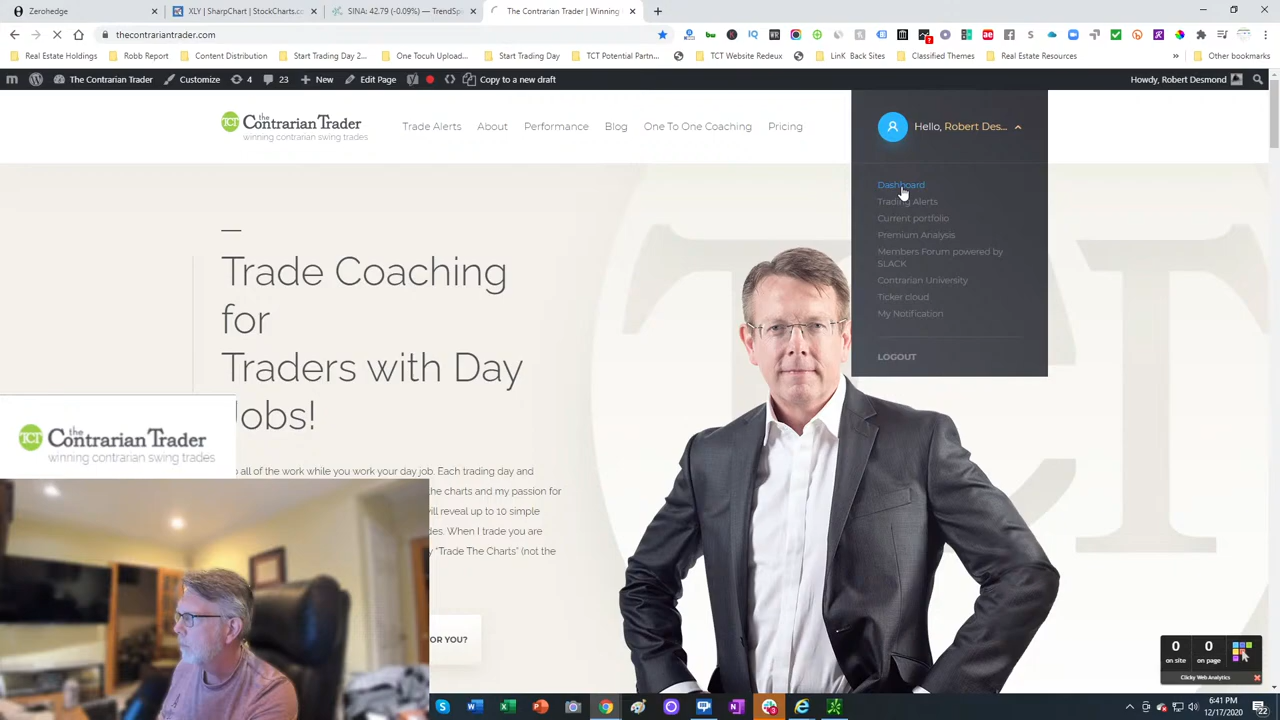 Zerohedge
XLY | SharpChart | StockCharts.c
SINA: 42.79 (-0.09%) — TrendSp
The Contrarian Trader | Winning
thecontrariantrader.com
Real Estate Holdings
Robb Report
Content Distribution
Start Trading Day 2...
One Tocuh Upload
Start Trading Day
TCT Potential Partn...
TCT Website Redeux
LinK Back Sites
Classified Themes
Real Estate Resources
Other bookmarks
The Contrarian Trader
Customize
4
23
New
Edit Page
Copy to a new draft
Howdy, Robert Desmond
TCT the Contrarian Trader
winning contrarian swing trades
Trade Alerts
About
Performance
Blog
One To One Coaching
Pricing
Hello, Robert Des...
Dashboard
Trading Alerts
Current portfolio
Premium Analysis
Members Forum powered by
SLACK
Contrarian University
Ticker cloud
My Notification
LOGOUT
Trade Coaching
for
Traders with Day
Jobs!
all of the work while you work your day job. Each trading day and
the charts and my passion for
will reveal up to 10 simple
When I trade you are
"Trade The Charts" (not the
OR YOU?
TCT the Contrarian Trader
winning contrarian swing trades
0
on site
0
on page
Clicky Web Analytics
6:41 PM
12/17/2020
22